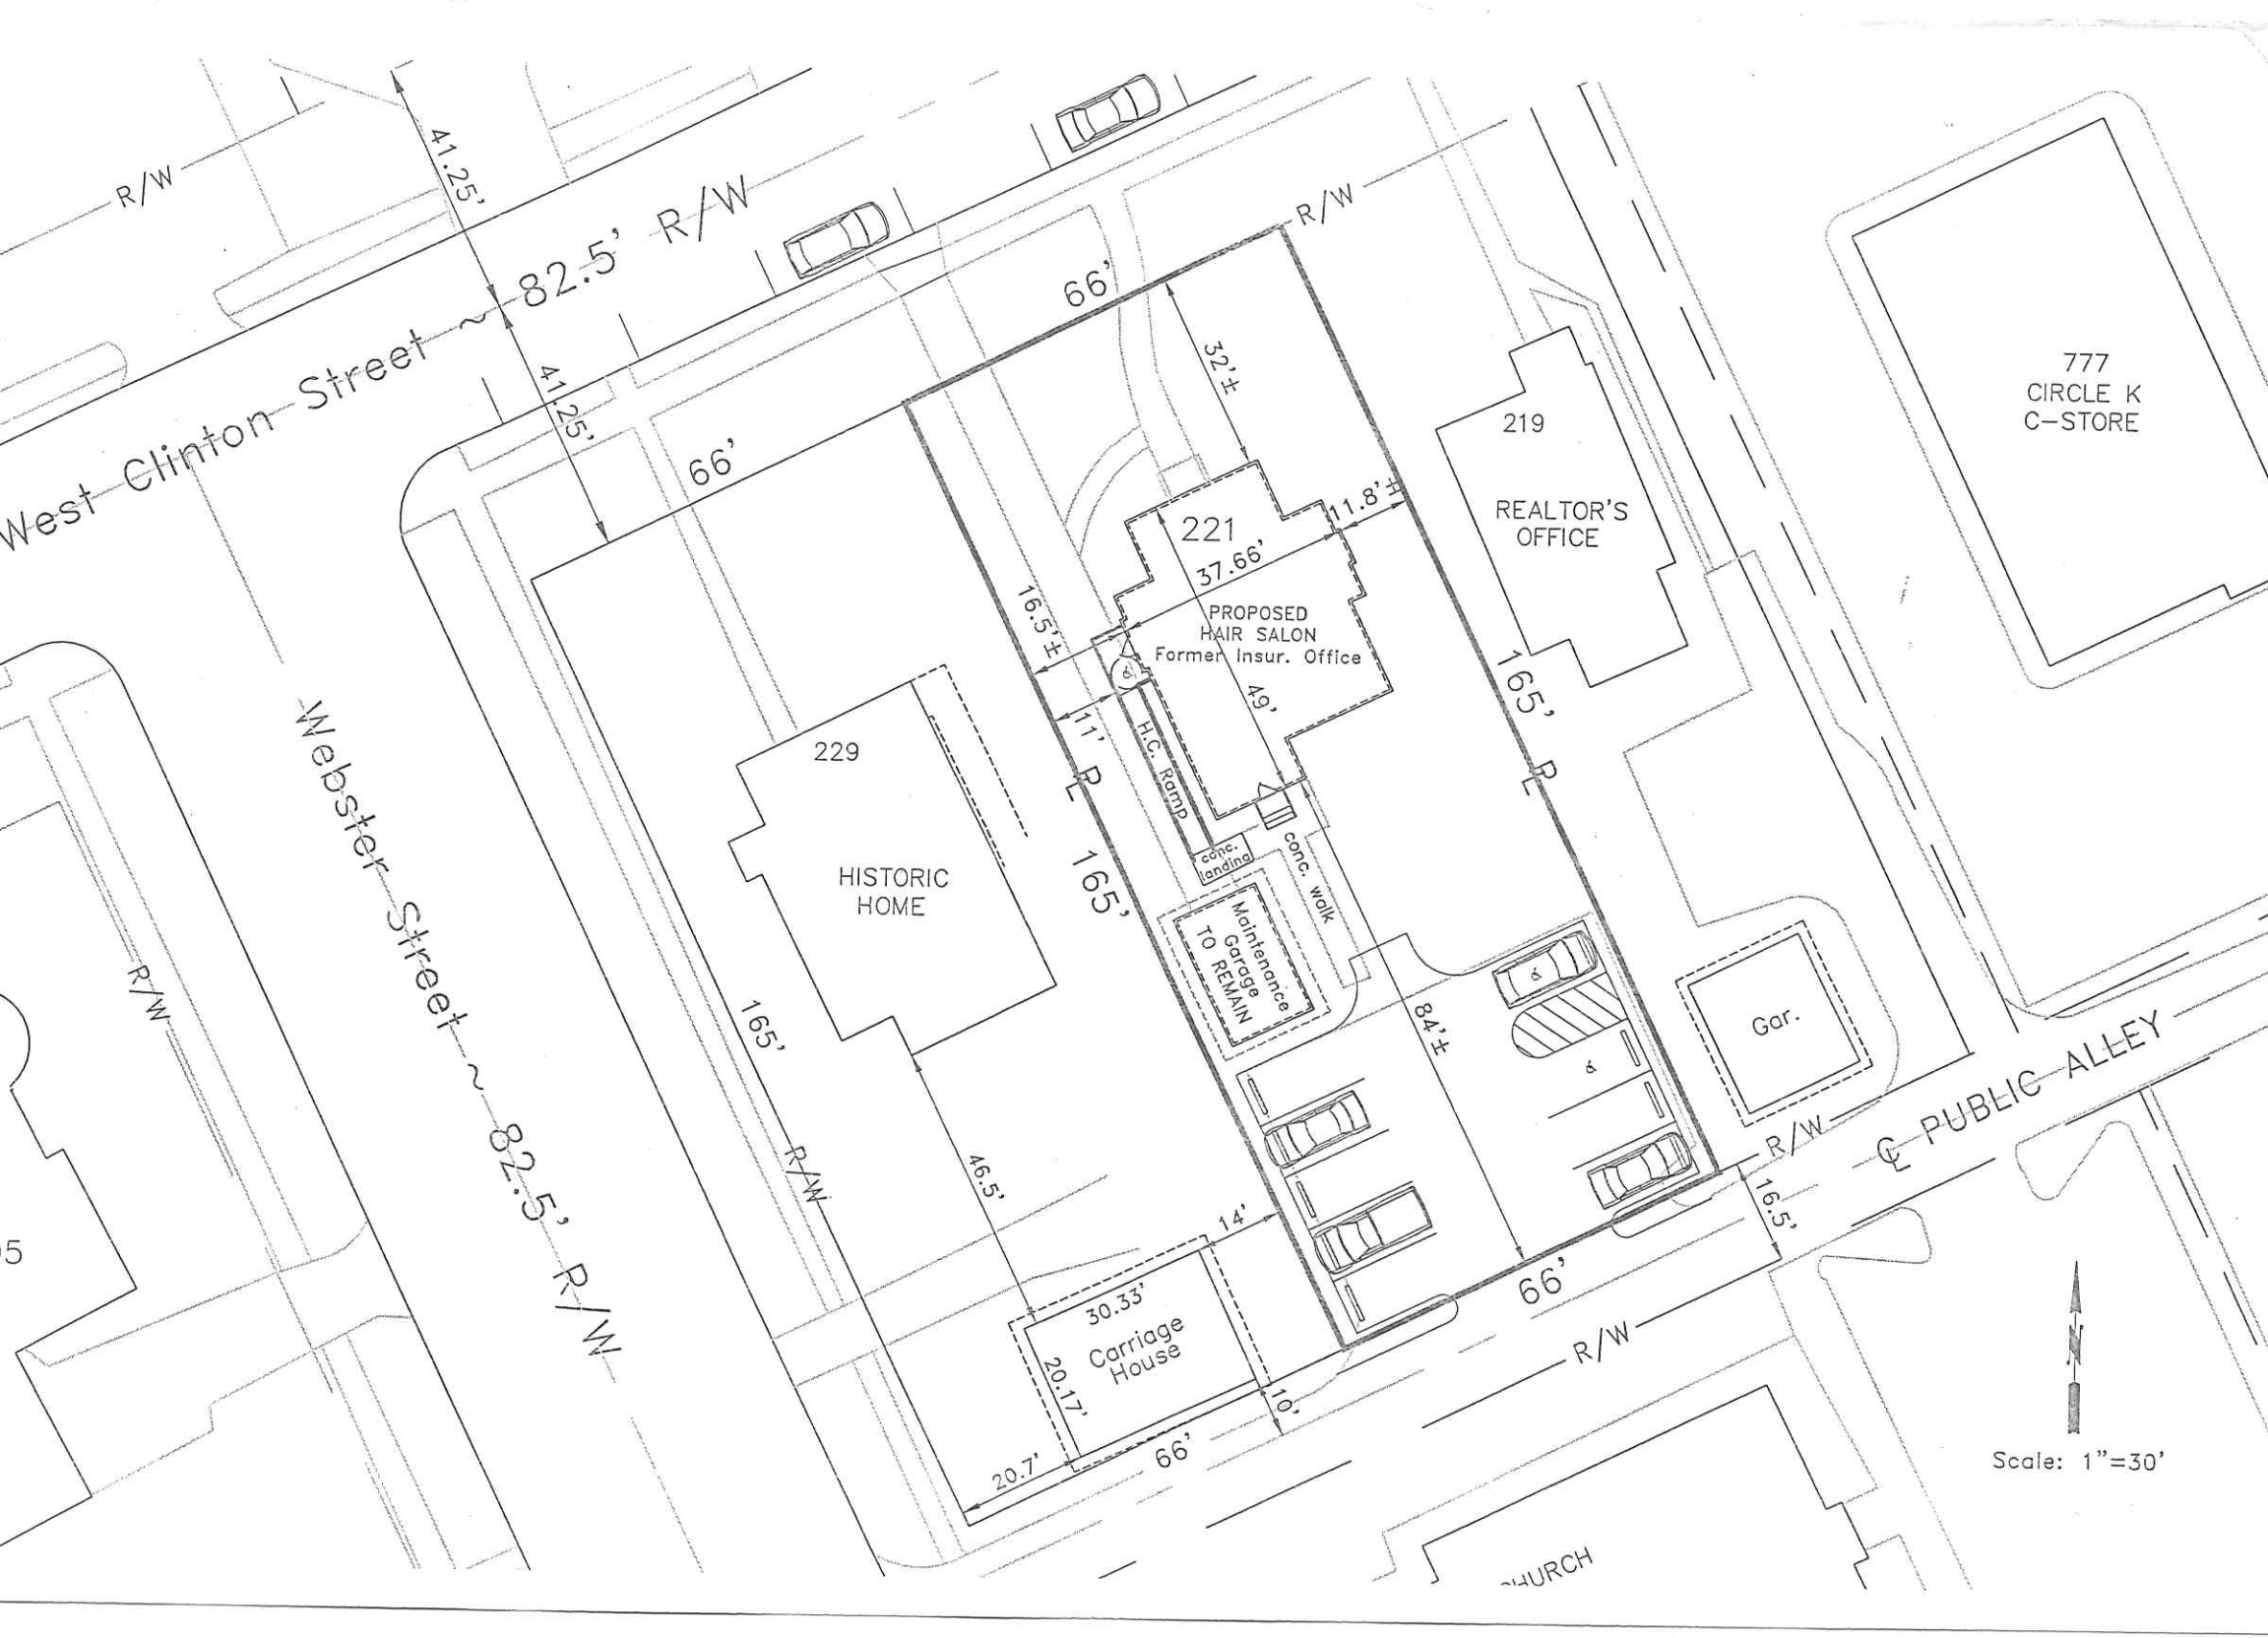 R/W
41.25'
West Clinton Street ~ 82.5' R/W
41.25'
66'
66'
R/W
32'±
777
CIRCLE K
C-STORE
219
REALTOR'S
OFFICE
221
11.8'±
37.66'
16.5'±
PROPOSED
HAIR SALON
Former Insur. Office
49'
11'
H.C. Ramp
165' PL
PL 165'
229
HISTORIC
HOME
conc.
landing
conc. walk
Maintenance
Garage
TO REMAIN
84'±
Webster Street ~ 82.5' R/W
R/W
165'
R/W
46.5'
14'
30.33'
Carriage
House
20.17'
20.7'
66'
10'
66'
Gar.
R/W
CL PUBLIC ALLEY
16.5'
R/W
N
Scale: 1"=30'